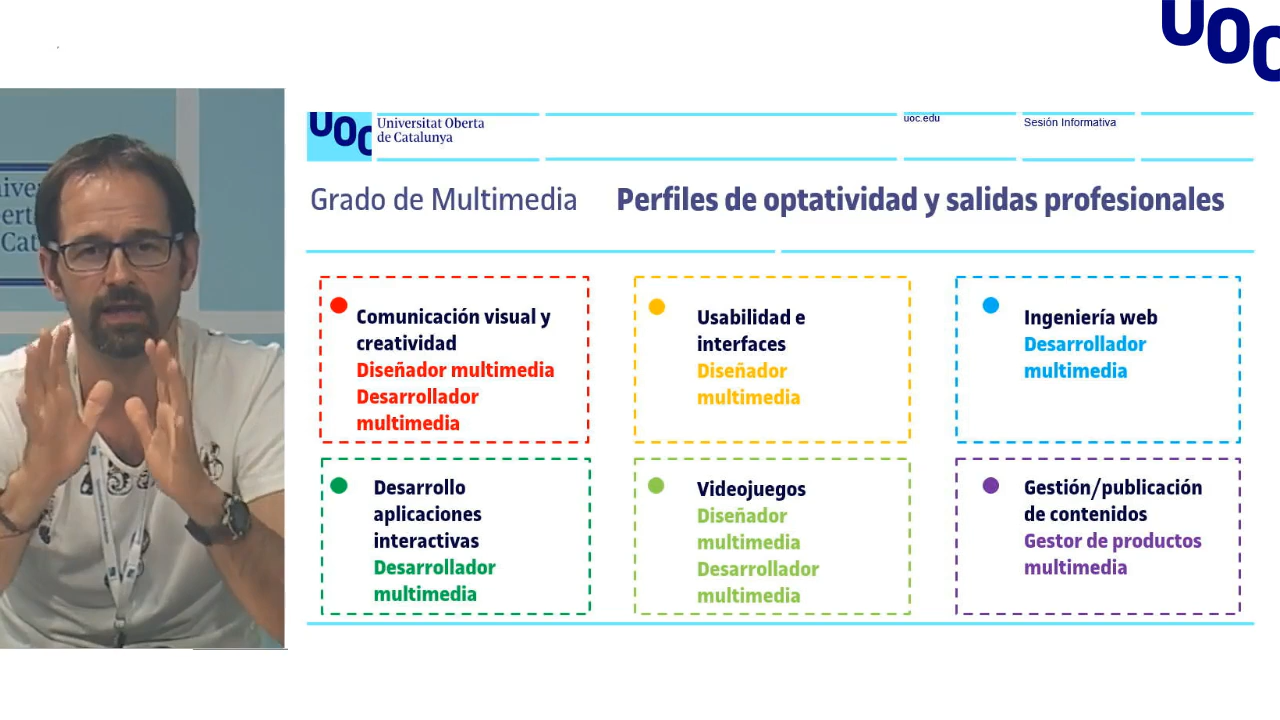 UOC
UOC
Universitat Oberta
de Catalunya
uoc.edu
Sesión Informativa
Grado de Multimedia
Perfiles de optatividad y salidas profesionales
Comunicación visual y
creatividad
Diseñador multimedia
Desarrollador
multimedia
Usabilidad e
interfaces
Diseñador
multimedia
Ingeniería web
Desarrollador
multimedia
Desarrollo
aplicaciones
interactivas
Desarrollador
multimedia
Videojuegos
Diseñador
multimedia
Desarrollador
multimedia
Gestión/publicación
de contenidos
Gestor de productos
multimedia